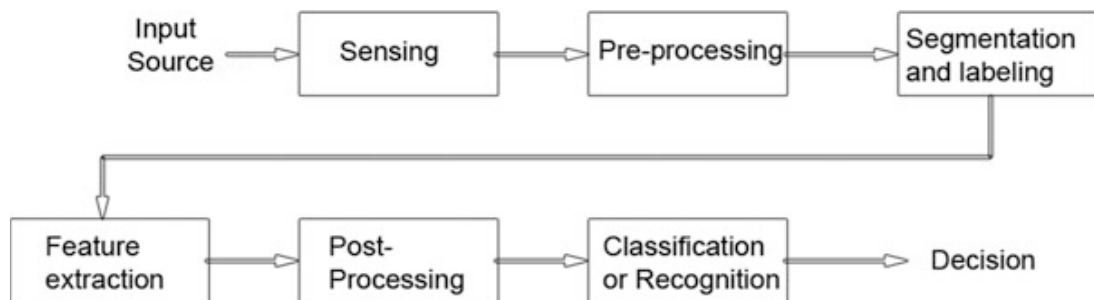 Input
Source
Sensing
Pre-processing
Segmentation
and labeling
Feature
extraction
Post-
Processing
Classification
or Recognition
Decision